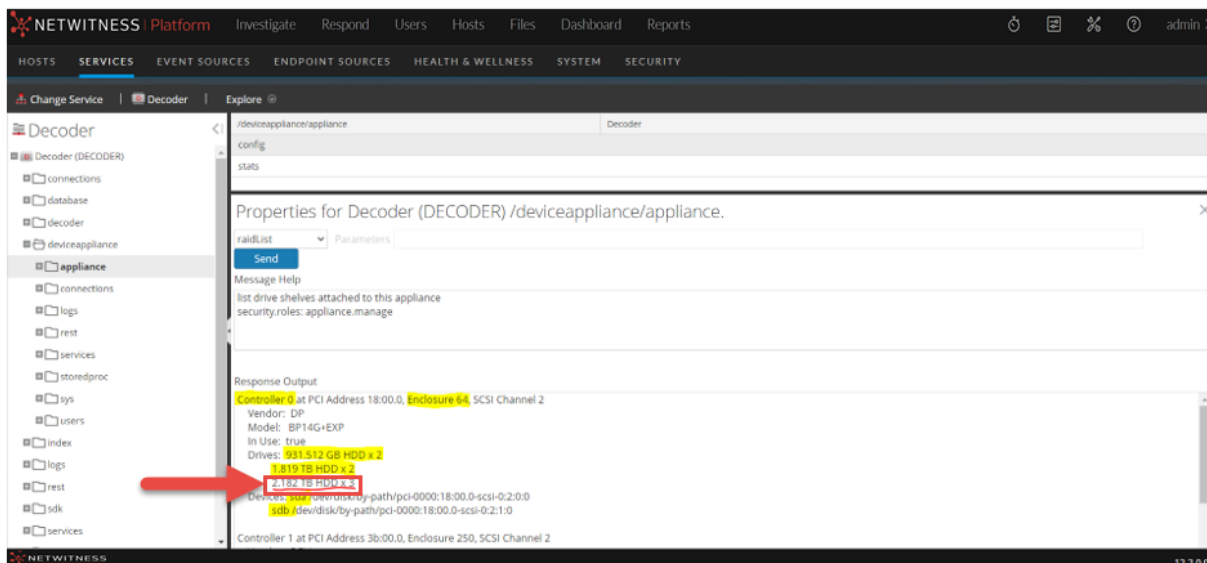 NETWITNESS Platform Investigate Respond Users Hosts Files Dashboard Reports admin
HOSTS SERVICES EVENT SOURCES ENDPOINT SOURCES HEALTH & WELLNESS SYSTEM SECURITY
Change Service | Decoder | Explore
Decoder
Decoder (DECODER)
connections
database
decoder
deviceappliance
appliance
connections
logs
rest
services
storedproc
sys
users
index
logs
rest
sdk
services
/deviceappliance/appliance Decoder
config
stats
Properties for Decoder (DECODER) /deviceappliance/appliance.
raidList Parameters
Send
Message Help
list drive shelves attached to this appliance
security.roles: appliance.manage
Response Output
Controller 0 at PCI Address 18:00.0, Enclosure 64, SCSI Channel 2
Vendor: DP
Model: BP14G+EXP
In Use: true
Drives: 931.512 GB HDD x 2
1.819 TB HDD x 2
2.182 TB HDD x 3
Devices: sda /dev/disk/by-path/pci-0000:18:00.0-scsi-0:2:0:0
sdb /dev/disk/by-path/pci-0000:18:00.0-scsi-0:2:1:0
Controller 1 at PCI Address 3b:00.0, Enclosure 250, SCSI Channel 2
NETWITNESS